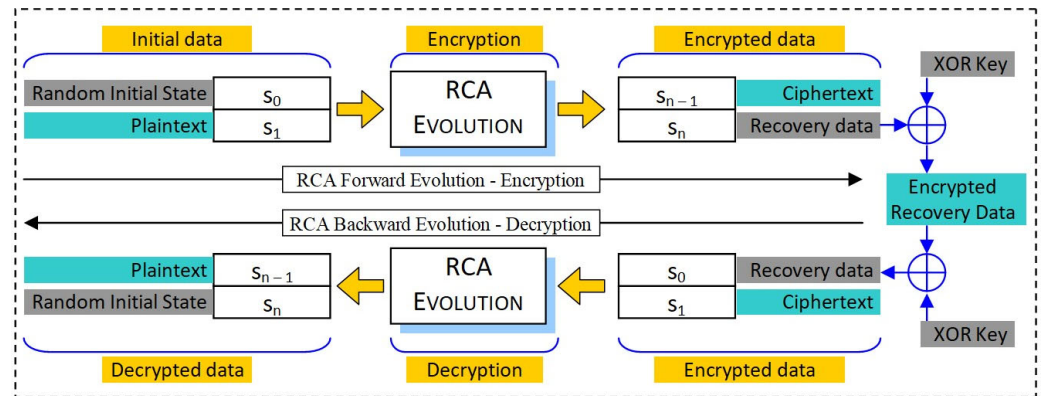 Initial data
Encryption
Encrypted data
XOR Key
Random Initial State
s0
RCA
EVOLUTION
sn – 1
Ciphertext
Plaintext
s1
sn
Recovery data
RCA Forward Evolution - Encryption
Encrypted
Recovery Data
RCA Backward Evolution - Decryption
Plaintext
sn – 1
RCA
EVOLUTION
s0
Recovery data
Random Initial State
sn
s1
Ciphertext
XOR Key
Decrypted data
Decryption
Encrypted data